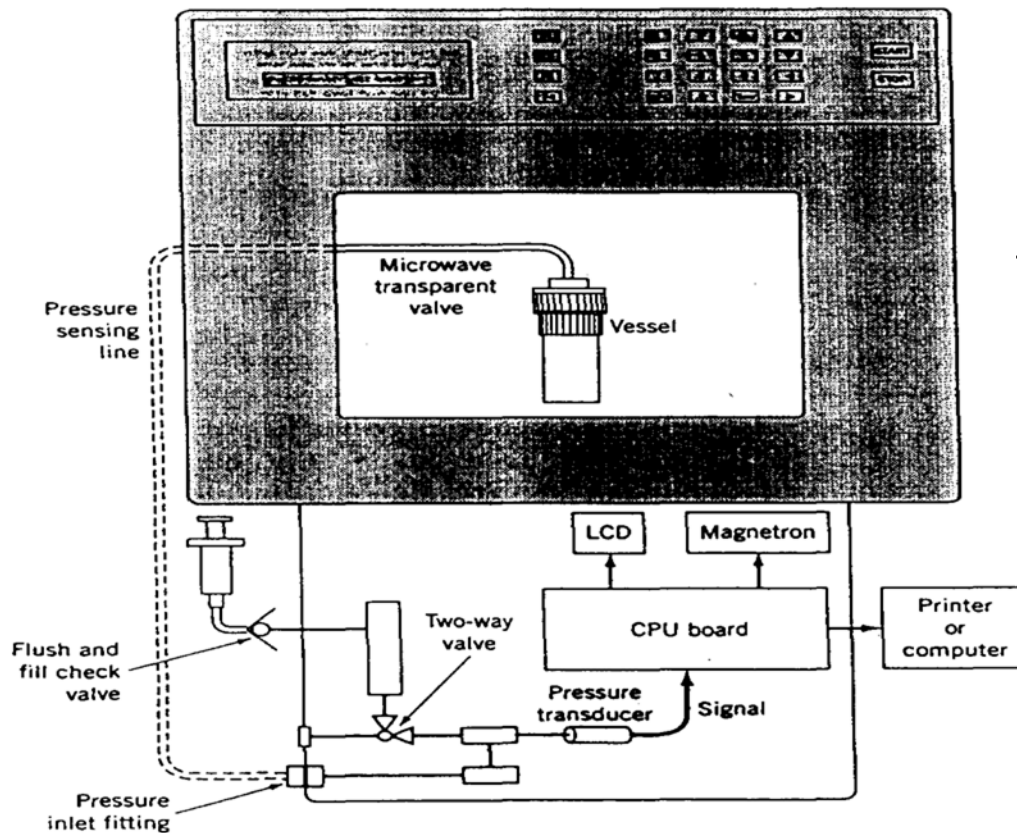 START
STOP
Microwave
transparent
valve
Vessel
Pressure
sensing
line
LCD
Magnetron
CPU board
Printer
or
computer
Two-way
valve
Flush and
fill check
valve
Pressure
transducer
Signal
Pressure
inlet fitting